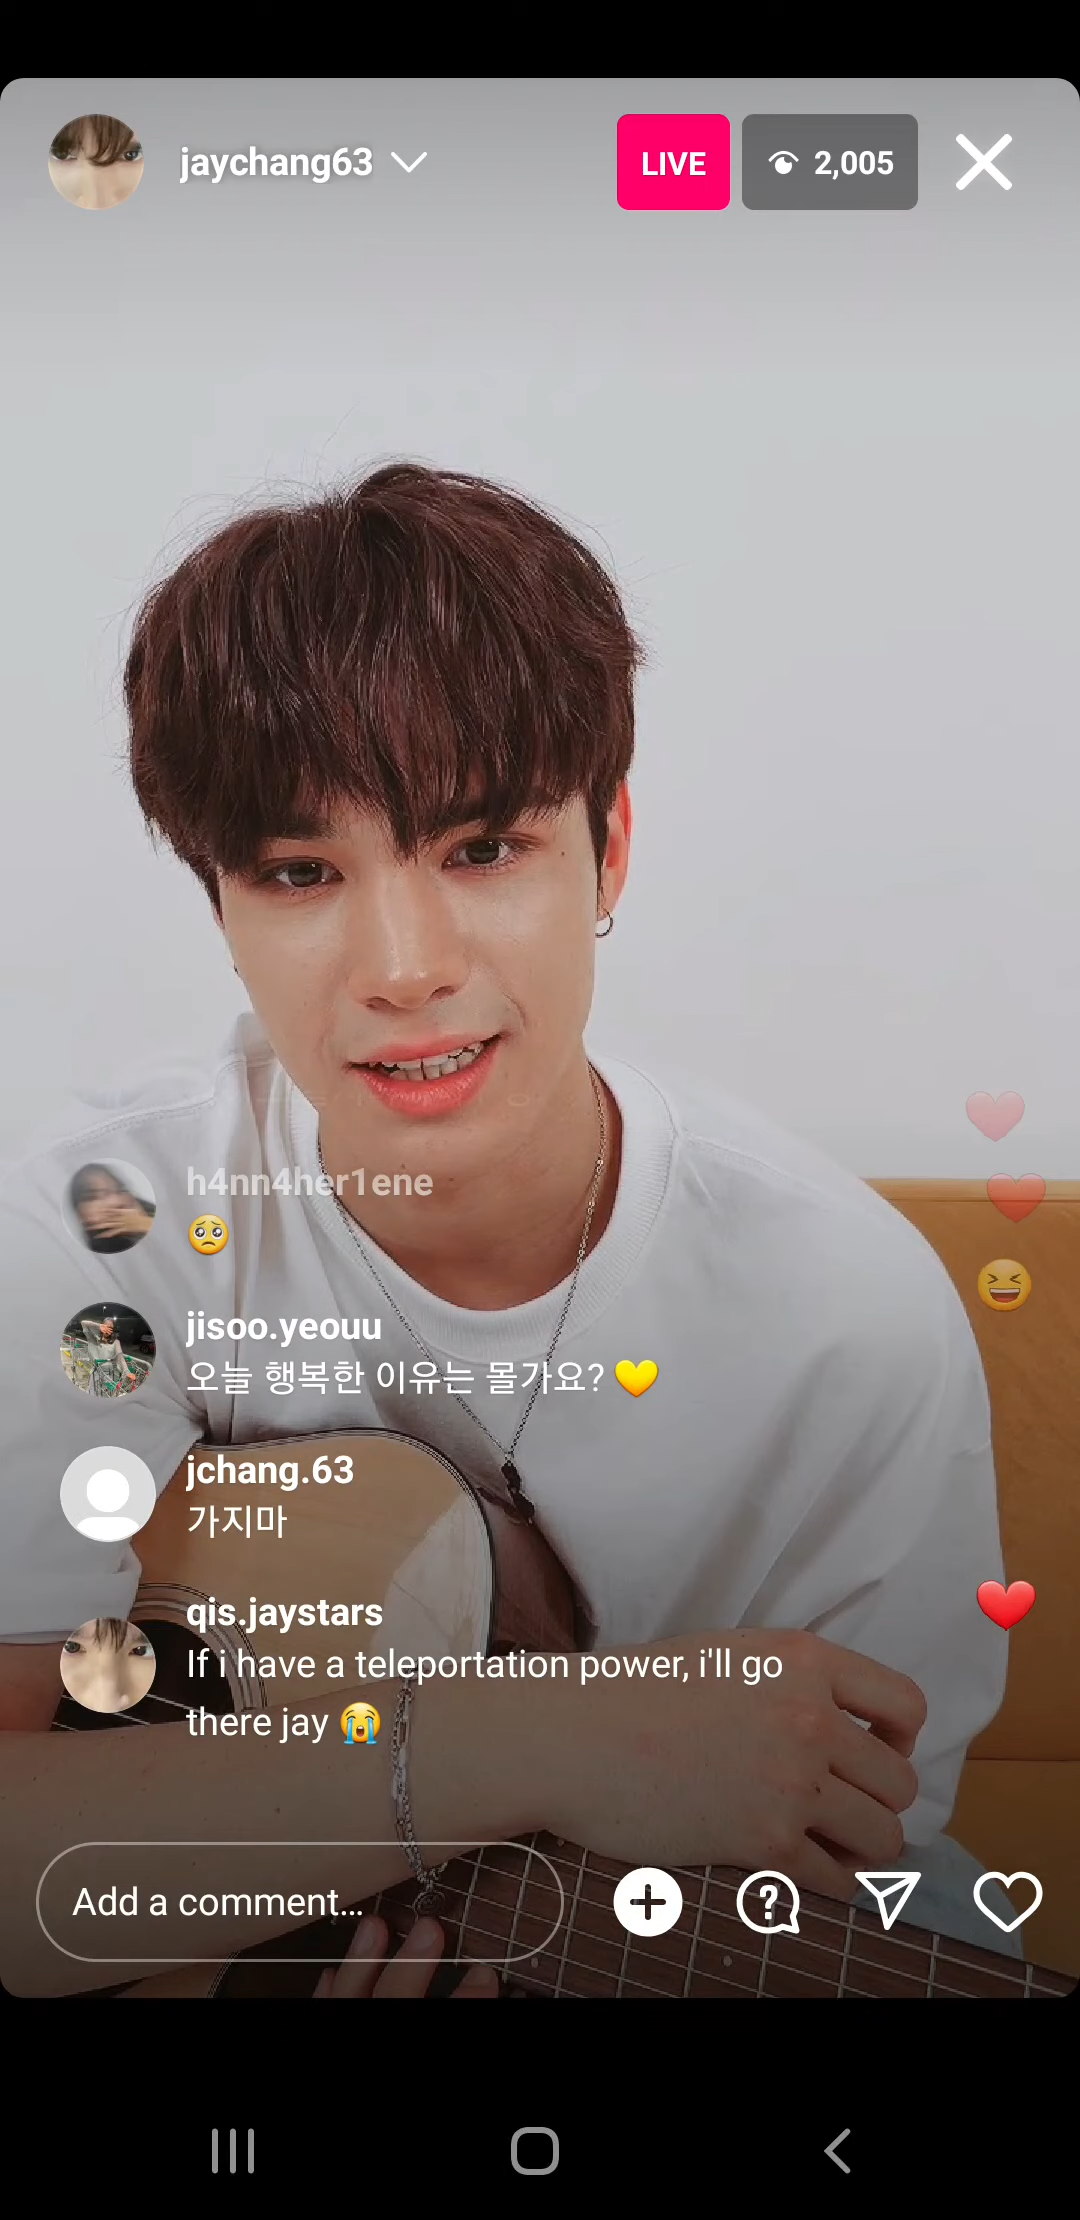 jaychang63
LIVE
2,005
h4nn4her1ene
🥺
jisoo.yeouu
오늘 행복한 이유는 몰가요? 💛
jchang.63
가지마
qis.jaystars
If i have a teleportation power, i'll go
there jay 😭
Add a comment...